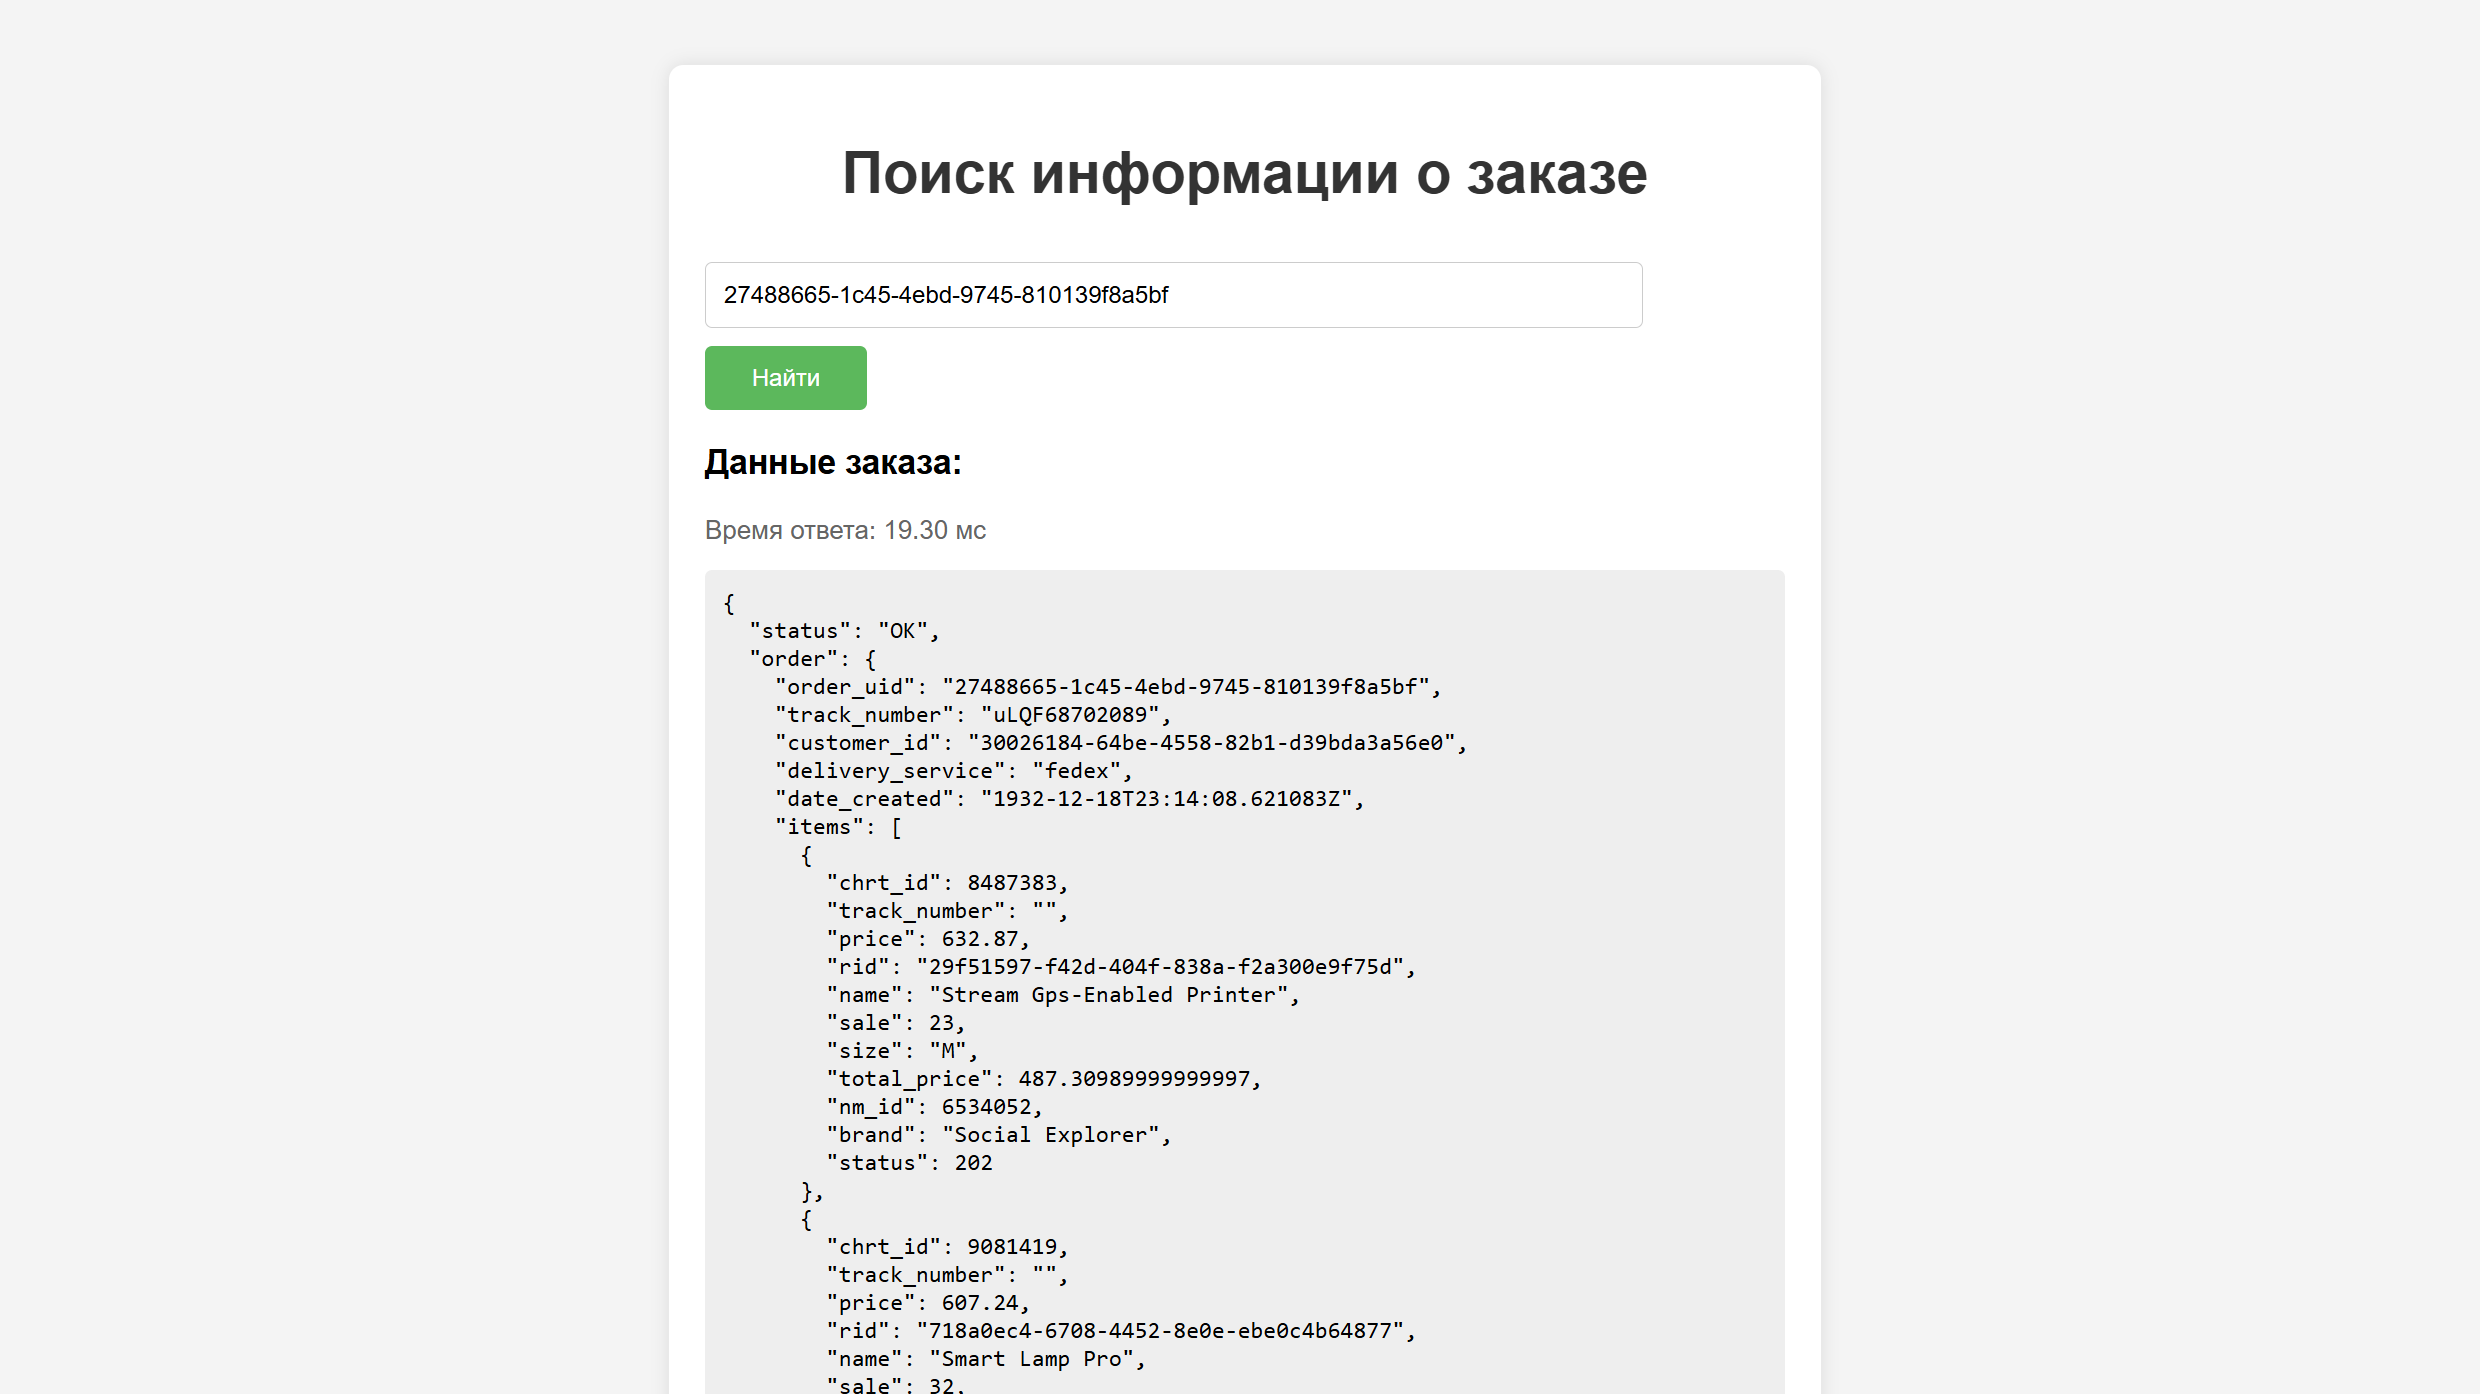 Поиск информации о заказе
27488665-1c45-4ebd-9745-810139f8a5bf
Найти
Данные заказа:
Время ответа: 19.30 мс
{
  "status": "OK",
  "order": {
    "order_uid": "27488665-1c45-4ebd-9745-810139f8a5bf",
    "track_number": "uLQF68702089",
    "customer_id": "30026184-64be-4558-82b1-d39bda3a56e0",
    "delivery_service": "fedex",
    "date_created": "1932-12-18T23:14:08.621083Z",
    "items": [
      {
        "chrt_id": 8487383,
        "track_number": "",
        "price": 632.87,
        "rid": "29f51597-f42d-404f-838a-f2a300e9f75d",
        "name": "Stream Gps-Enabled Printer",
        "sale": 23,
        "size": "M",
        "total_price": 487.30989999999997,
        "nm_id": 6534052,
        "brand": "Social Explorer",
        "status": 202
      },
      {
        "chrt_id": 9081419,
        "track_number": "",
        "price": 607.24,
        "rid": "718a0ec4-6708-4452-8e0e-ebe0c4b64877",
        "name": "Smart Lamp Pro",
        "sale": 32,